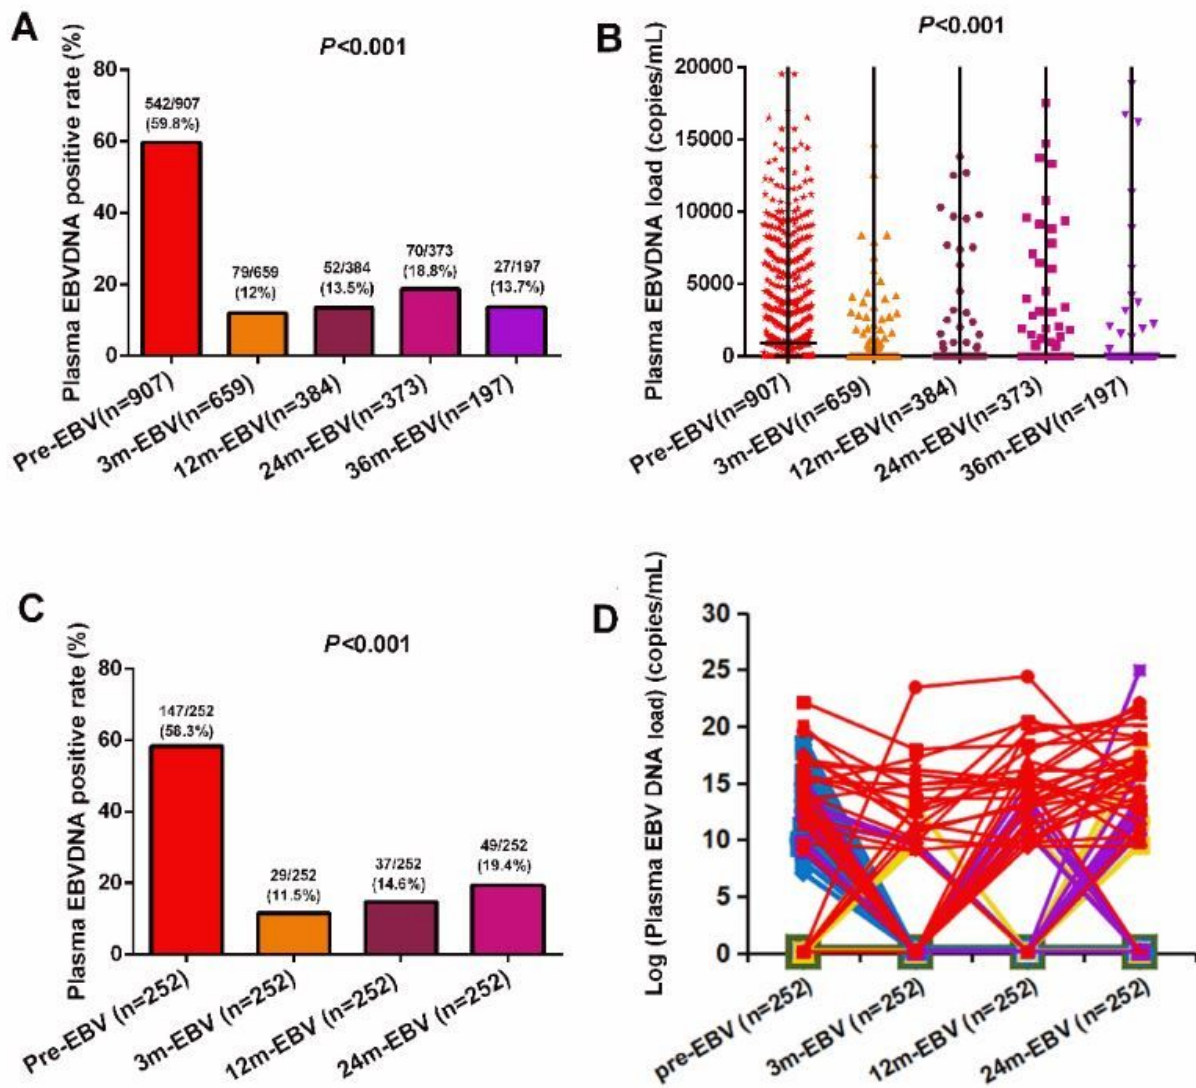 A
P<0.001
Plasma EBVDNA positive rate (%)
80
60
40
20
0
542/907
(59.8%)
79/659
(12%)
52/384
(13.5%)
70/373
(18.8%)
27/197
(13.7%)
Pre-EBV(n=907)
3m-EBV(n=659)
12m-EBV(n=384)
24m-EBV(n=373)
36m-EBV(n=197)
B
P<0.001
Plasma EBVDNA load (copies/mL)
20000
15000
10000
5000
0
Pre-EBV(n=907)
3m-EBV(n=659)
12m-EBV(n=384)
24m-EBV(n=373)
36m-EBV(n=197)
C
P<0.001
Plasma EBVDNA positive rate (%)
80
60
40
20
0
147/252
(58.3%)
29/252
(11.5%)
37/252
(14.6%)
49/252
(19.4%)
Pre-EBV (n=252)
3m-EBV (n=252)
12m-EBV (n=252)
24m-EBV (n=252)
D
Log (Plasma EBV DNA load) (copies/mL)
30
25
20
15
10
5
0
pre-EBV (n=252)
3m-EBV (n=252)
12m-EBV (n=252)
24m-EBV (n=252)